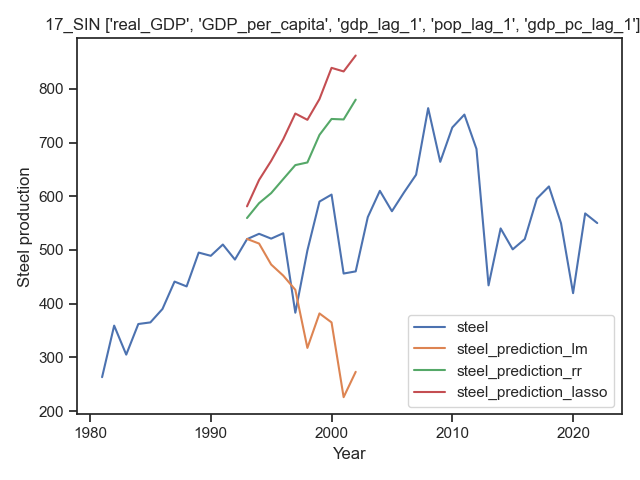 17_SIN ['real_GDP', 'GDP_per_capita', 'gdp_lag_1', 'pop_lag_1', 'gdp_pc_lag_1']
800
700
600
500
400
300
200
Steel production
steel
steel_prediction_lm
steel_prediction_rr
steel_prediction_lasso
1980 1990 2000 2010 2020
Year